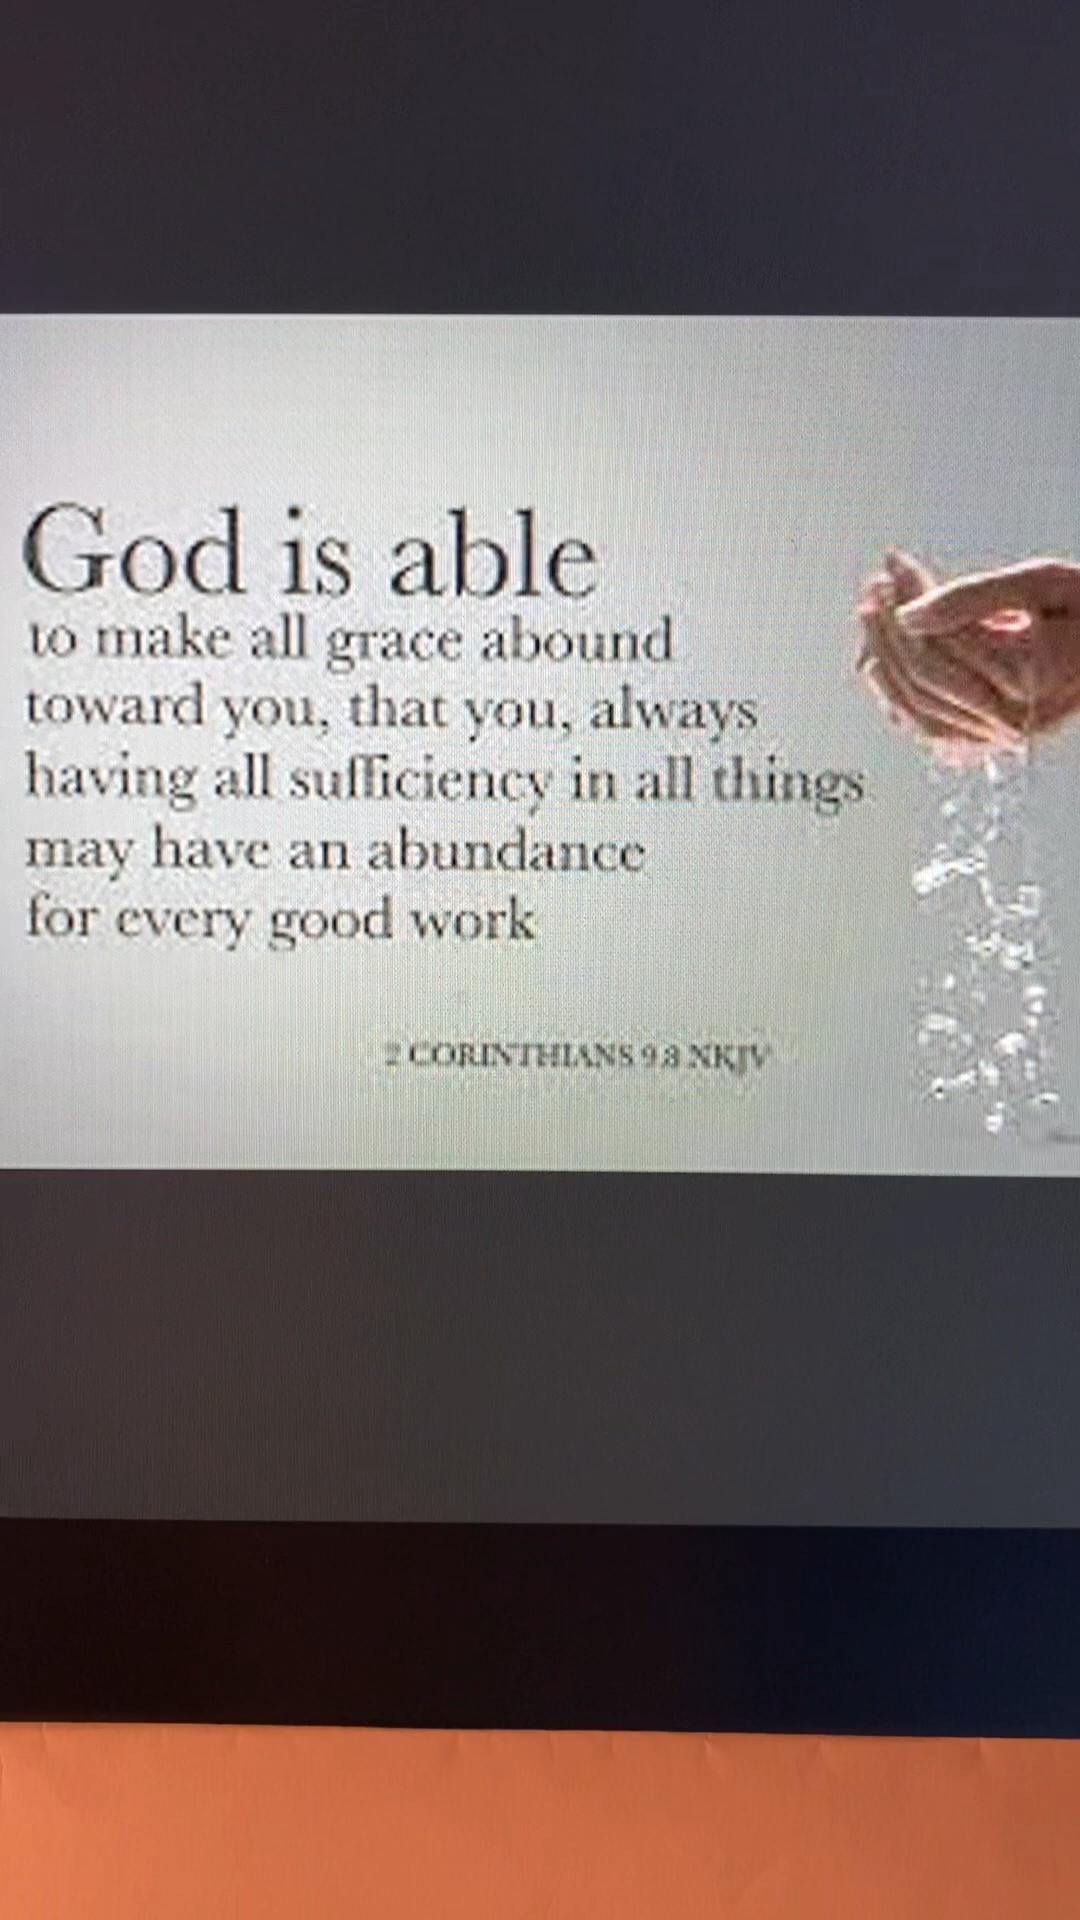 God is able
to make all grace abound
toward you, that you, always
having all sufficiency in all things
may have an abundance
for every good work
2 CORINTHIANS 9.8 NKJV